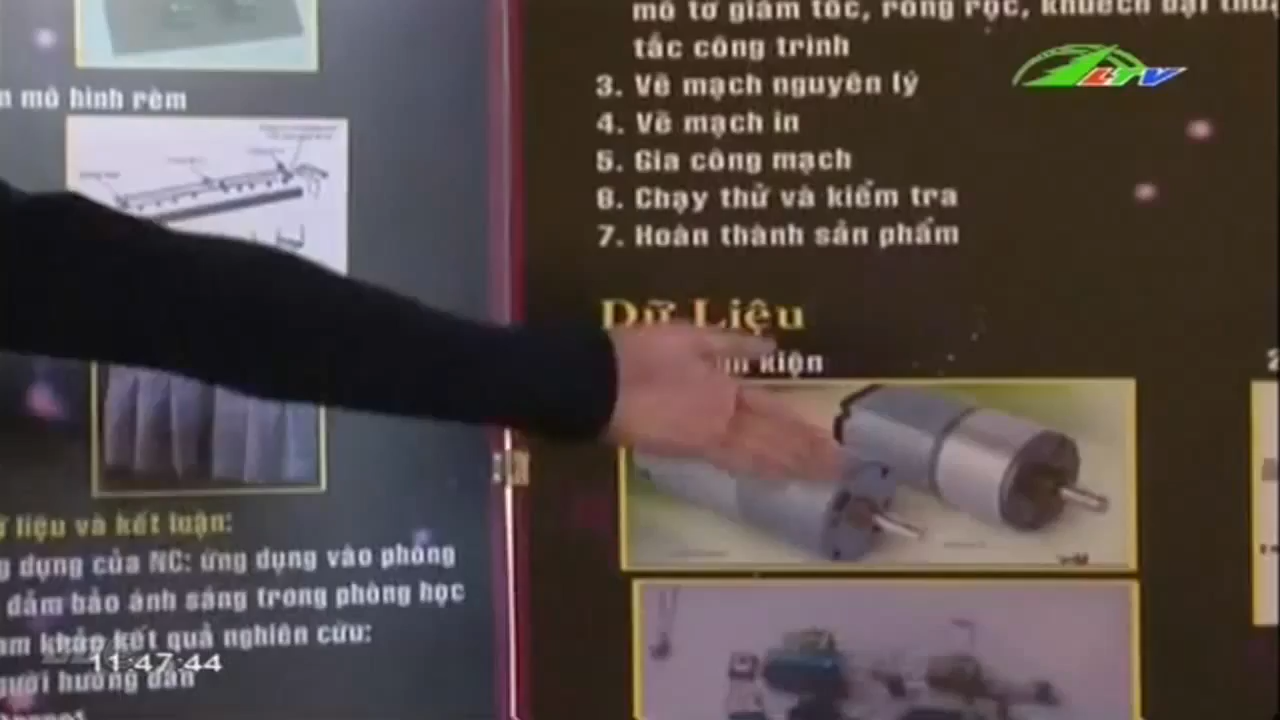 mô hình rèm
liệu và kết luận:
dụng của NC: ứng dụng vào phòng
đảm bảo ánh sáng trong phòng học
khảo kết quả nghiên cứu:
hướng dẫn
11:47:44
mô tơ giảm tốc, ròng rọc, khuếch đại
tắc công trình
3. Vẽ mạch nguyên lý
4. Vẽ mạch in
5. Gia công mạch
6. Chạy thử và kiểm tra
7. Hoàn thành sản phẩm
Dữ Liệu
kiện
LTV